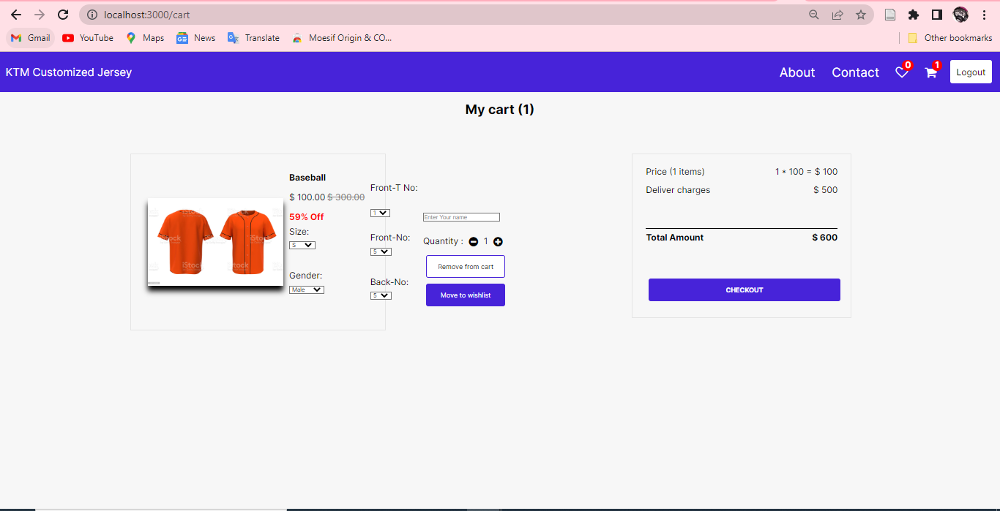 localhost:3000/cart
Gmail YouTube Maps News Translate Moesif Origin & CO... Other bookmarks
KTM Customized Jersey About Contact 0 1 Logout
My cart (1)
Baseball
$ 100.00 $ 300.00
59% Off
Size:
S
Gender:
Male
Front-T No:
1
Front-No:
5
Back-No:
5
Enter Your name
Quantity : 1
Remove from cart
Move to wishlist
iStock
iStock
iStock
iStock
Price (1 items) 1 * 100 = $ 100
Deliver charges $ 500
Total Amount $ 600
CHECKOUT